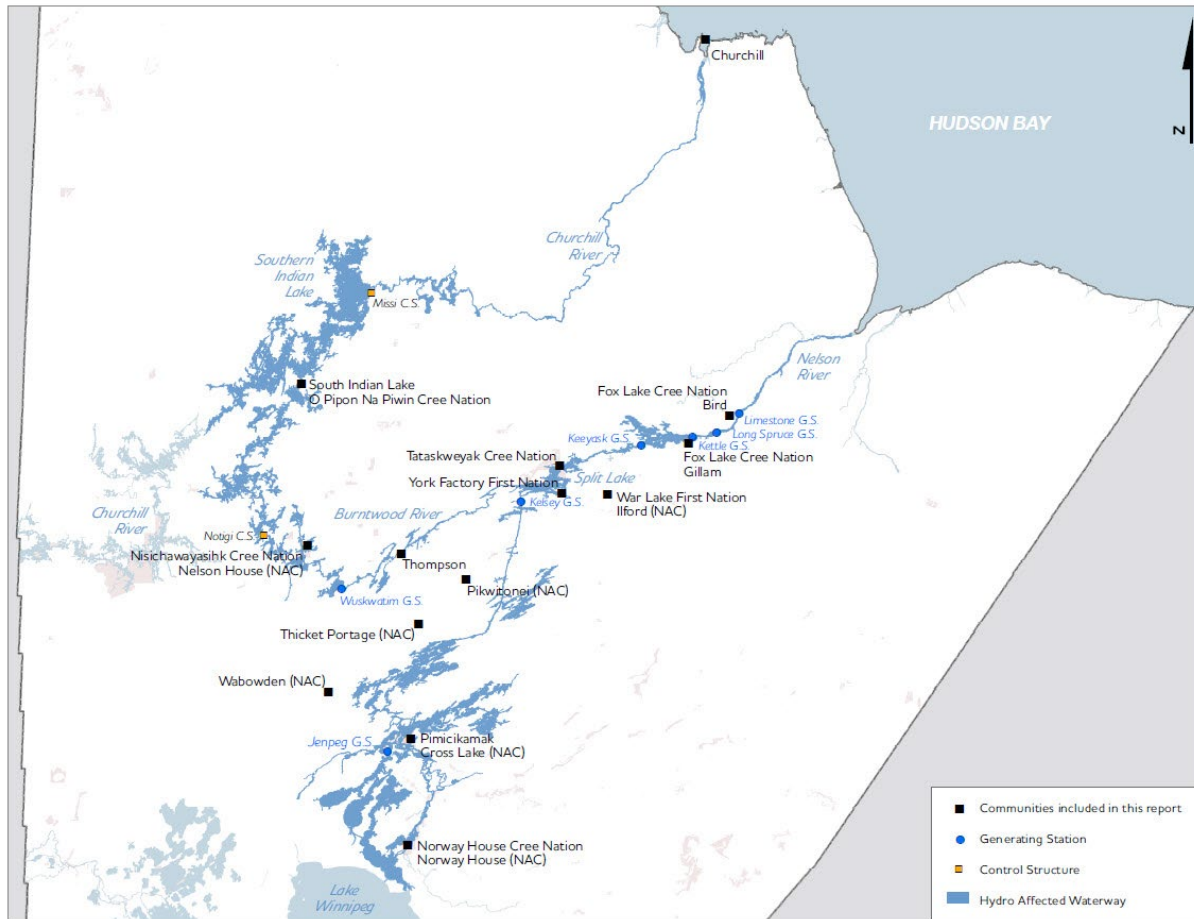 Churchill
HUDSON BAY
N
Southern
Indian
Lake
Churchill
River
Missi C.S.
South Indian Lake
O Pipon Na Piwin Cree Nation
Nelson
River
Fox Lake Cree Nation
Bird
Limestone G.S.
Long Spruce G.S.
Keeyask G.S.
Kettle G.S.
Fox Lake Cree Nation
Gillam
Tataskweyak Cree Nation
Split Lake
York Factory First Nation
War Lake First Nation
Ilford (NAC)
Kelsey G.S.
Burntwood River
Churchill
River
Notigi C.S.
Nisichawayasihk Cree Nation
Nelson House (NAC)
Thompson
Pikwitonei (NAC)
Wuskwatim G.S.
Thicket Portage (NAC)
Wabowden (NAC)
Jenpeg G.S.
Pimicikamak
Cross Lake (NAC)
Norway House Cree Nation
Norway House (NAC)
Lake
Winnipeg
Communities included in this report
Generating Station
Control Structure
Hydro Affected Waterway